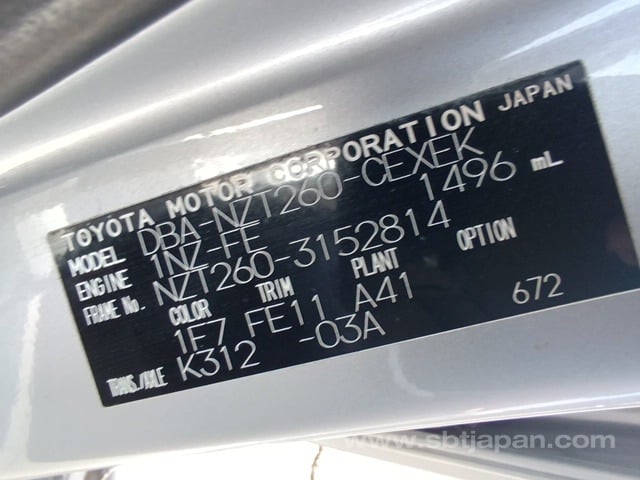 TOYOTA MOTOR CORPORATION JAPAN
MODEL DBA-NZT260-CEXEK
ENGINE 1NZ-FE 1496 mL
FRAME No. NZT260-3152814
COLOR TRIM PLANT OPTION
1F7 FE11 A41 672
TRANS./AXLE K312 -03A
www.sbtjapan.com